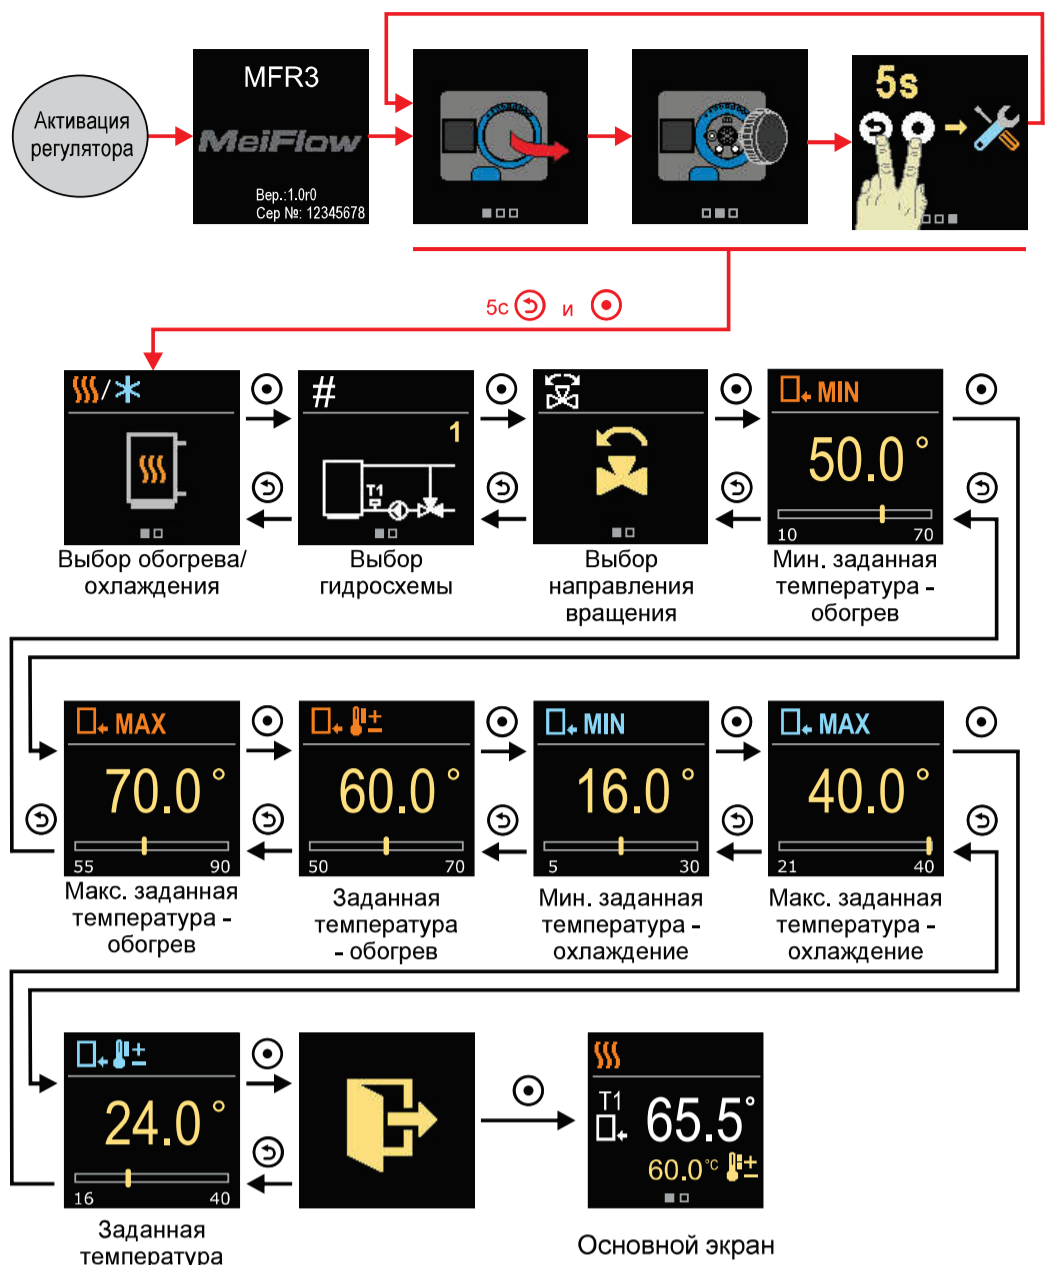 Активация
регулятора
MFR3
MeiFlow
Вер.:1.0r0
Сер №: 12345678
5s
5с и
/
#
1
T1
MIN
50.0°
10 70
Выбор обогрева/
охлаждения
Выбор
гидросхемы
Выбор
направления
вращения
Мин. заданная
температура -
обогрев
MAX
70.0°
55 90
±
60.0°
50 70
MIN
16.0°
5 30
MAX
40.0°
21 40
Макс. заданная
температура -
обогрев
Заданная
температура
- обогрев
Мин. заданная
температура -
охлаждение
Макс. заданная
температура -
охлаждение
±
24.0°
16 40
T1
65.5°
60.0°C ±
Заданная
температура
Основной экран